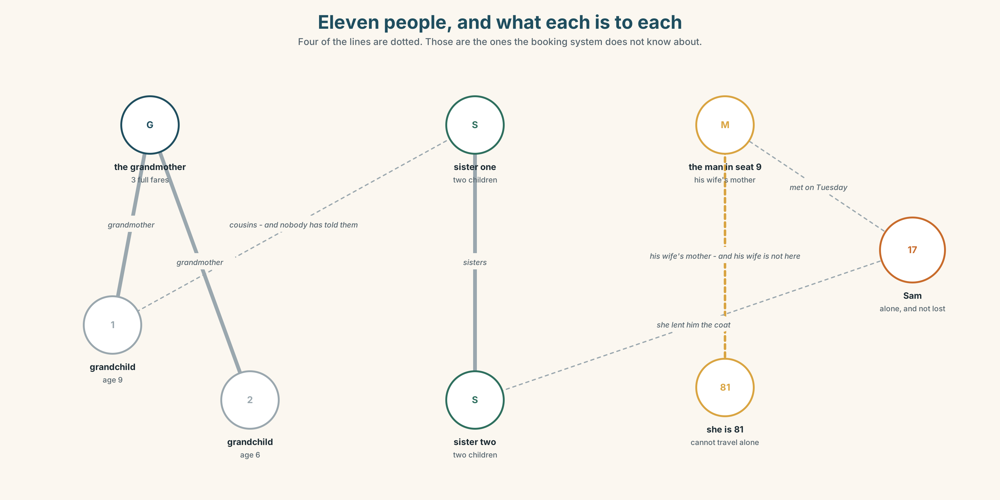 Eleven people, and what each is to each
Four of the lines are dotted. Those are the ones the booking system does not know about.
G
the grandmother
3 full fares
S
sister one
two children
M
the man in seat 9
his wife's mother
met on Tuesday
grandmother
cousins - and nobody has told them
grandmother
sisters
his wife's mother - and his wife is not here
17
Sam
alone, and not lost
1
grandchild
age 9
she lent him the coat
2
grandchild
age 6
S
sister two
two children
81
she is 81
cannot travel alone